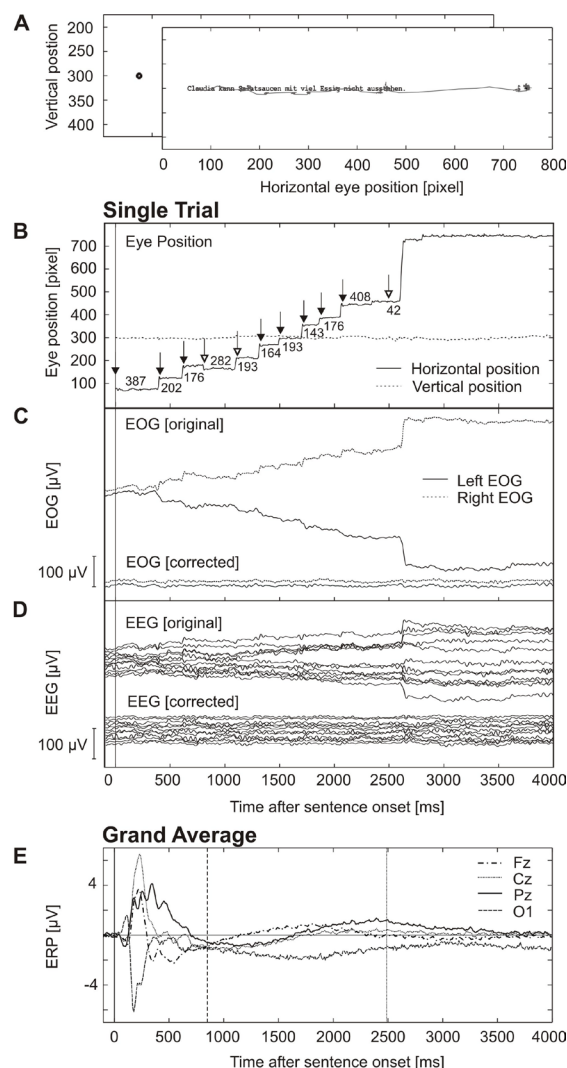 A
Vertical postion
200
250
300
350
400
450
Claudia kann Salatsaucen mit viel Essig nicht ausstehen.
0 100 200 300 400 500 600 700 800
Horizontal eye position [pixel]
Single Trial
B
Eye Position
Eye position [pixel]
700
600
500
400
300
200
100
387 202 176 282 193 164 193 143 176 408 42
Horizontal position
Vertical position
C
EOG [original]
EOG [µV]
Left EOG
Right EOG
EOG [corrected]
100 µV
D
EEG [original]
EEG [µV]
EEG [corrected]
100 µV
0 500 1000 1500 2000 2500 3000 3500 4000
Time after sentence onset [ms]
Grand Average
E
ERP [µV]
4
-4
Fz
Cz
Pz
O1
0 500 1000 1500 2000 2500 3000 3500 4000
Time after sentence onset [ms]